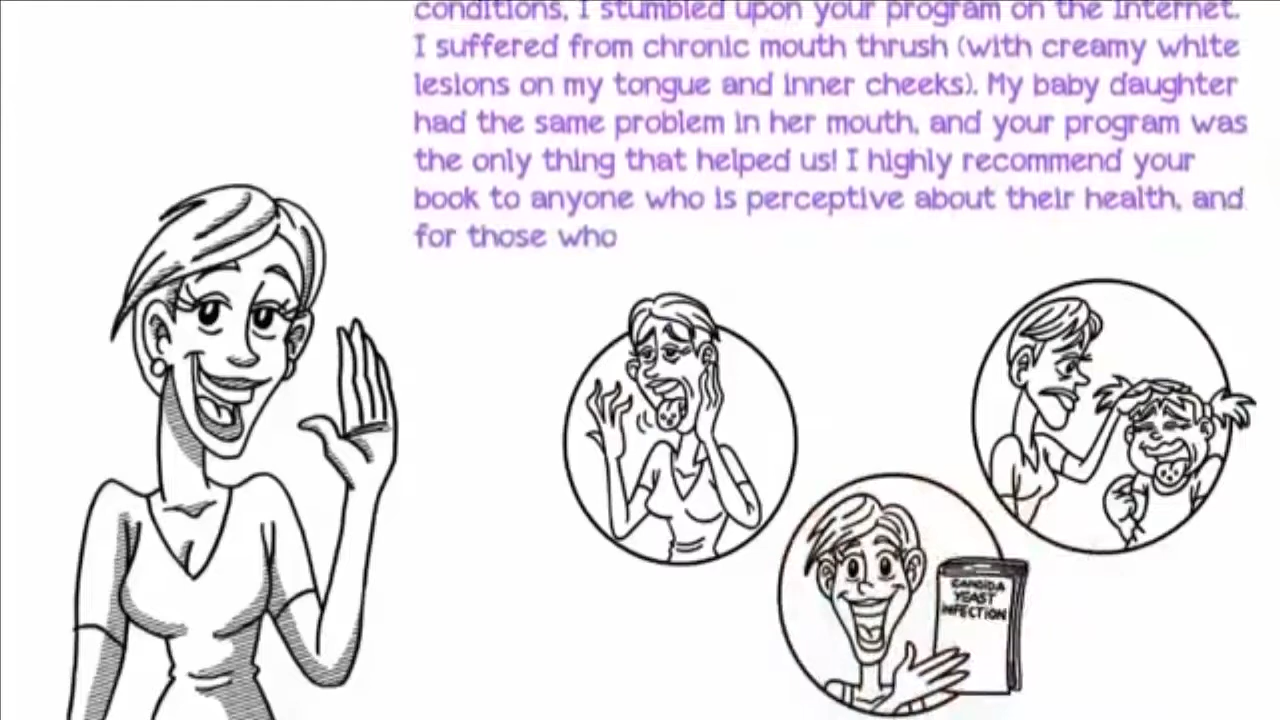 conditions, I stumbled upon your program on the Internet.
I suffered from chronic mouth thrush (with creamy white
lesions on my tongue and inner cheeks). My baby daughter
had the same problem in her mouth, and your program was
the only thing that helped us! I highly recommend your
book to anyone who is perceptive about their health, and
for those who
CANDIDA
YEAST
INFECTION